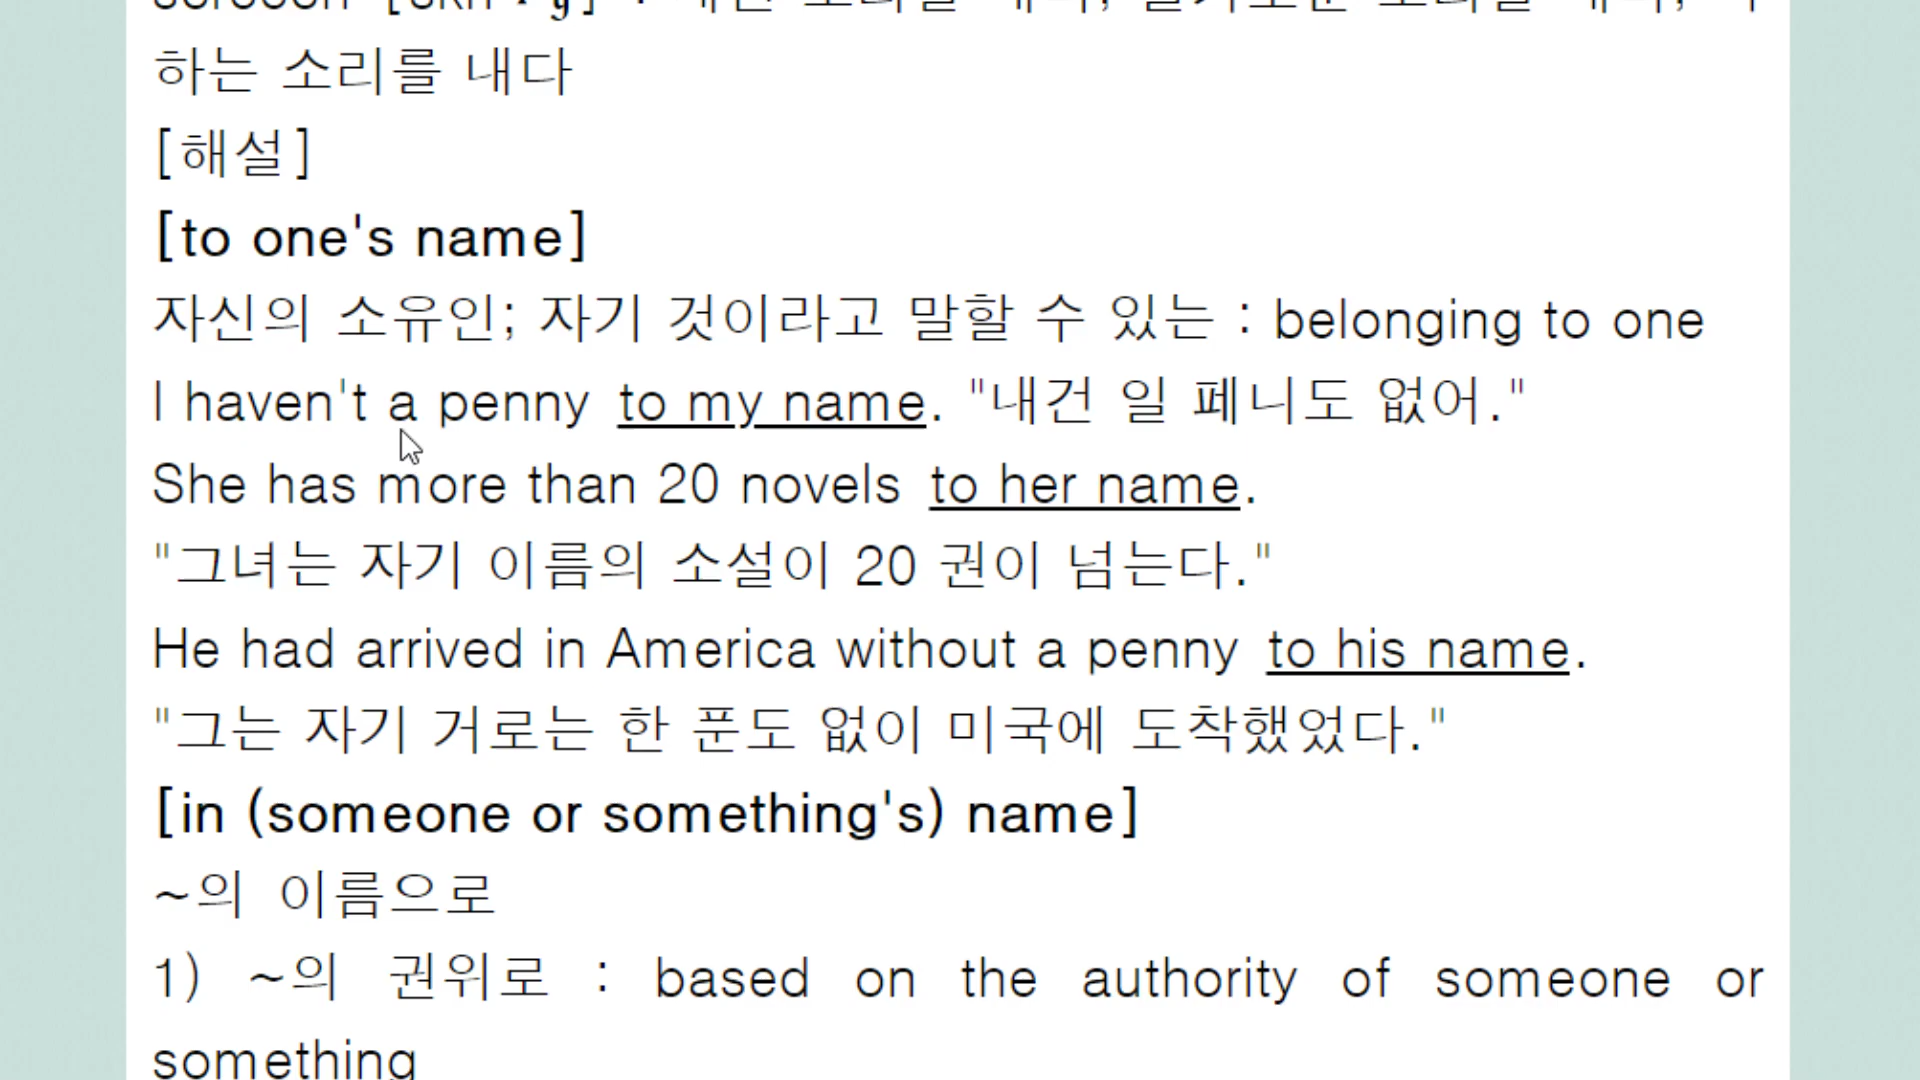 하는 소리를 내다
[해설]
[to one's name]
자신의 소유인; 자기 것이라고 말할 수 있는 : belonging to one
I haven't a penny to my name. "내건 일 페니도 없어."
She has more than 20 novels to her name.
"그녀는 자기 이름의 소설이 20 권이 넘는다."
He had arrived in America without a penny to his name.
"그는 자기 거로는 한 푼도 없이 미국에 도착했었다."
[in (someone or something's) name]
~의 이름으로
1) ~의 권위로 : based on the authority of someone or
something